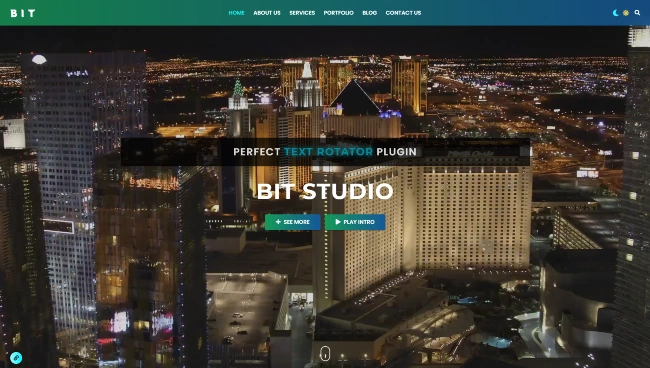 BIT
HOME ABOUT US SERVICES PORTFOLIO BLOG CONTACT US
PERFECT TEXT ROTATOR PLUGIN
BIT STUDIO
SEE MORE PLAY INTRO